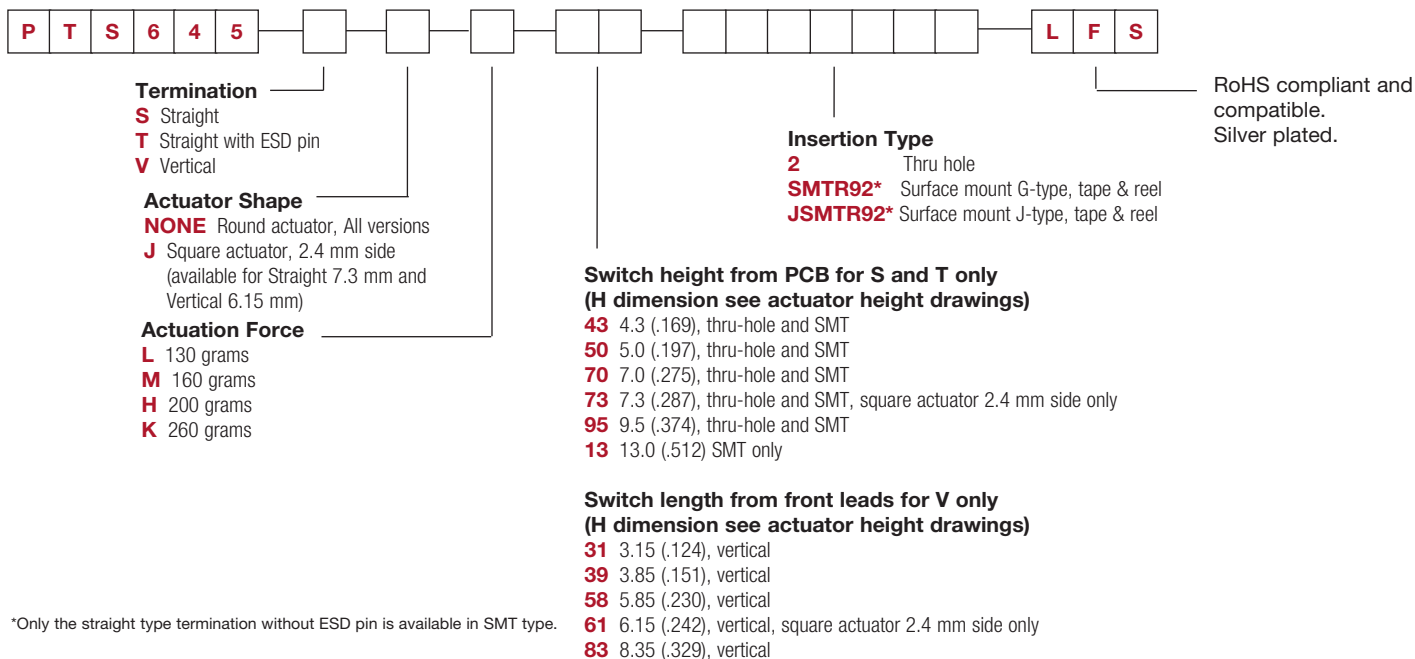 P T S 6 4 5 L F S
Termination
S Straight
T Straight with ESD pin
V Vertical
Actuator Shape
NONE Round actuator, All versions
J Square actuator, 2.4 mm side
(available for Straight 7.3 mm and
Vertical 6.15 mm)
Actuation Force
L 130 grams
M 160 grams
H 200 grams
K 260 grams
Switch height from PCB for S and T only
(H dimension see actuator height drawings)
43 4.3 (.169), thru-hole and SMT
50 5.0 (.197), thru-hole and SMT
70 7.0 (.275), thru-hole and SMT
73 7.3 (.287), thru-hole and SMT, square actuator 2.4 mm side only
95 9.5 (.374), thru-hole and SMT
13 13.0 (.512) SMT only
Switch length from front leads for V only
(H dimension see actuator height drawings)
31 3.15 (.124), vertical
39 3.85 (.151), vertical
58 5.85 (.230), vertical
61 6.15 (.242), vertical, square actuator 2.4 mm side only
83 8.35 (.329), vertical
Insertion Type
2 Thru hole
SMTR92* Surface mount G-type, tape & reel
JSMTR92* Surface mount J-type, tape & reel
RoHS compliant and
compatible.
Silver plated.
*Only the straight type termination without ESD pin is available in SMT type.